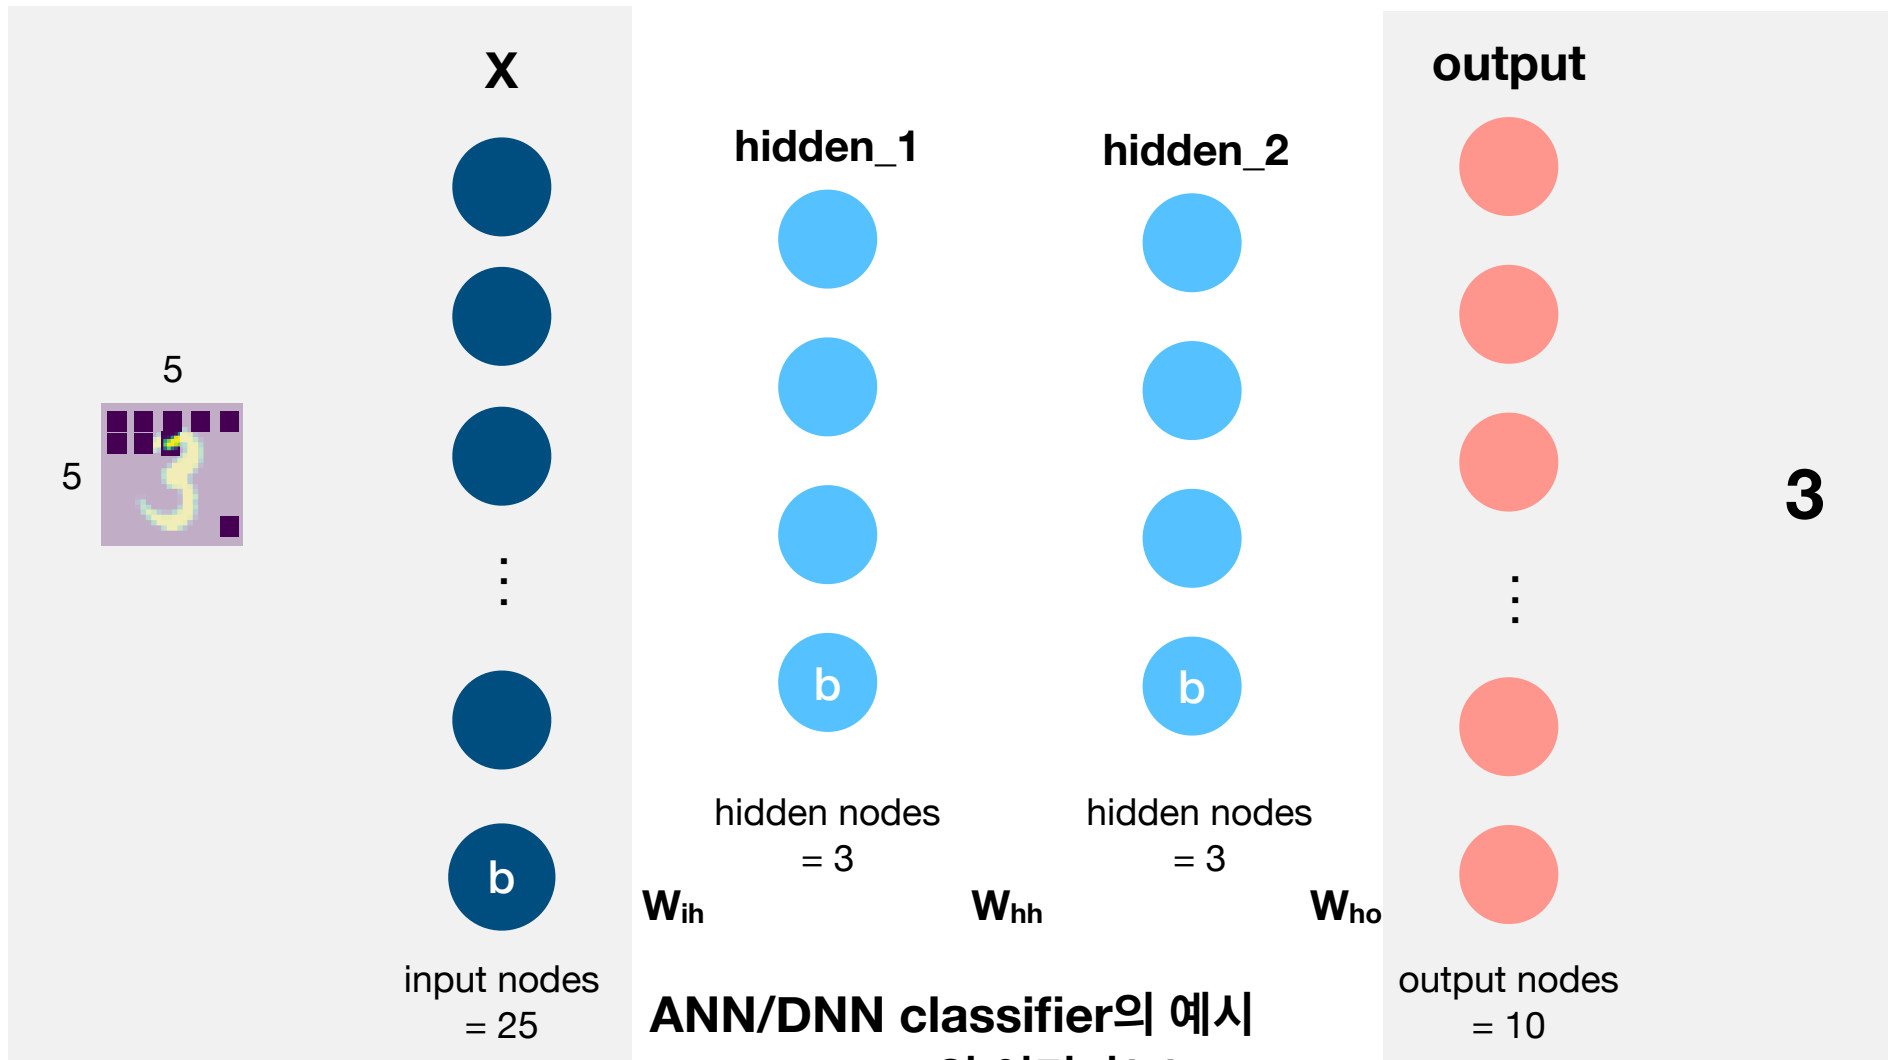 X
output
hidden_1
hidden_2
5
5
3
b
b
b
hidden nodes
= 3
hidden nodes
= 3
Wih
Whh
Who
input nodes
= 25
output nodes
= 10
ANN/DNN classifier의 예시